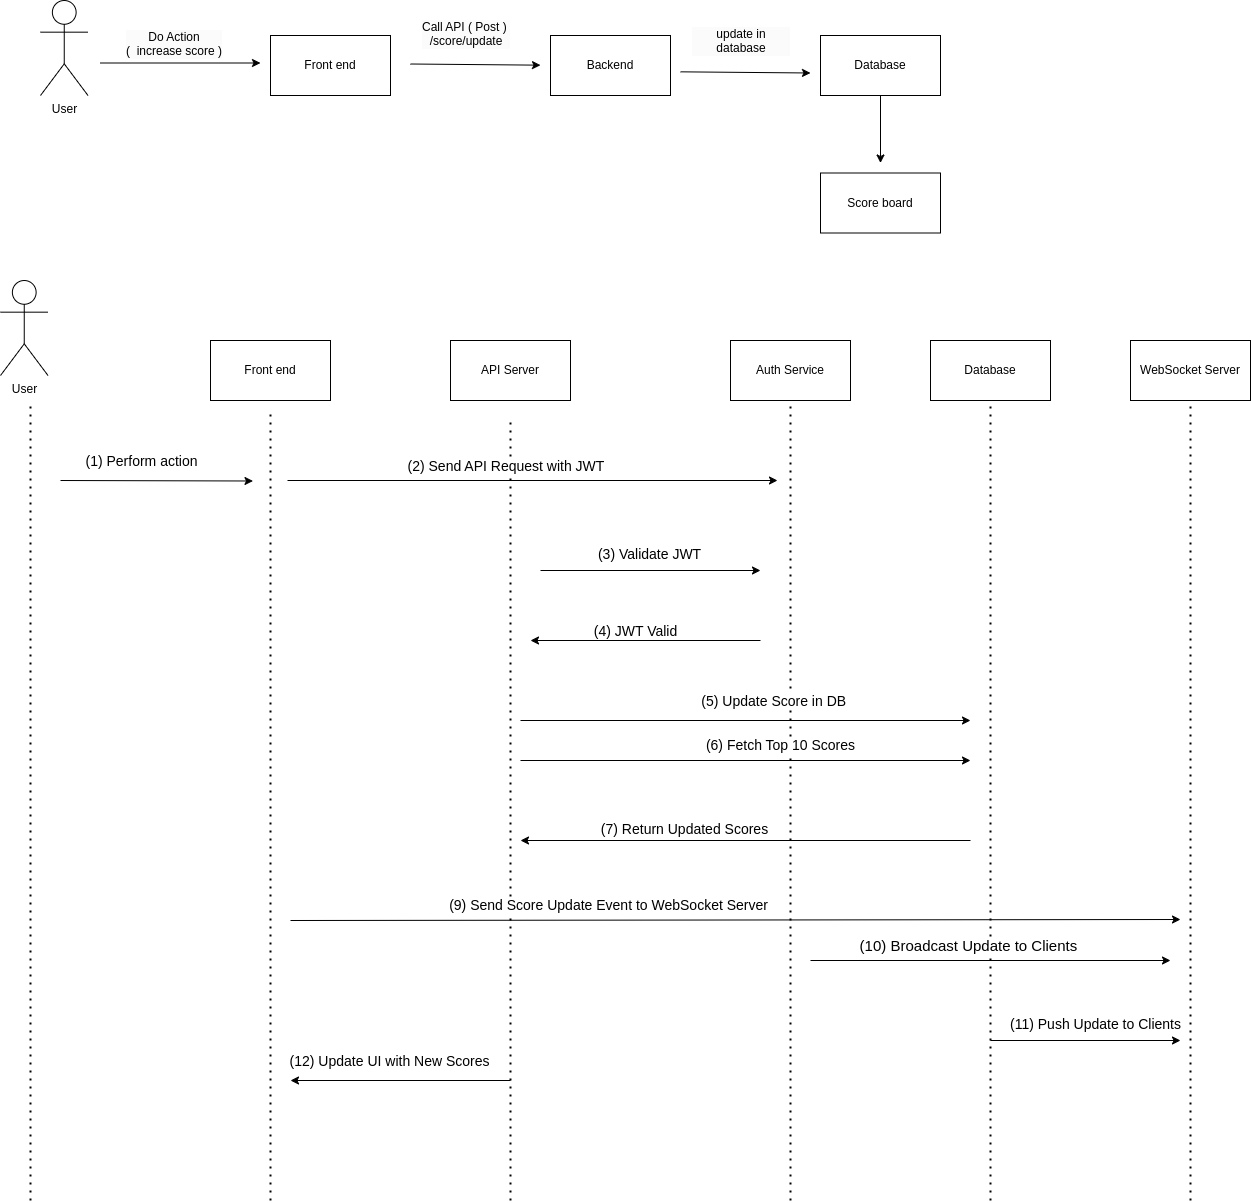 Do Action
( increase score )
Call API ( Post )
/score/update
update in
database
Front end
Backend
Database
User
Score board
Front end
API Server
Auth Service
Database
WebSocket Server
User
(1) Perform action
(2) Send API Request with JWT
(3) Validate JWT
(4) JWT Valid
(5) Update Score in DB
(6) Fetch Top 10 Scores
(7) Return Updated Scores
(9) Send Score Update Event to WebSocket Server
(10) Broadcast Update to Clients
(11) Push Update to Clients
(12) Update UI with New Scores